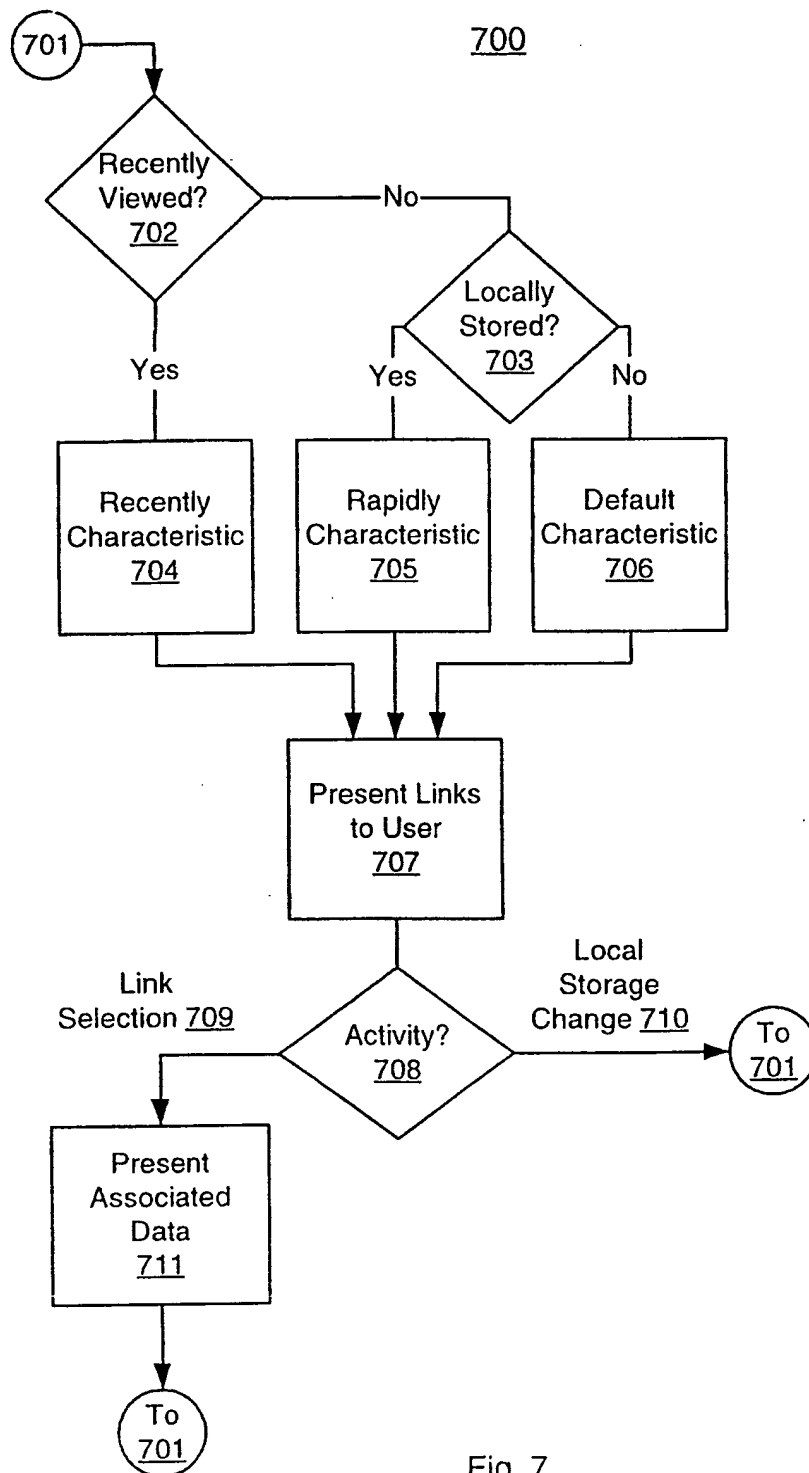 701
700
Recently
Viewed?
702
No
Locally
Stored?
703
Yes
Yes
No
Recently
Characteristic
704
Rapidly
Characteristic
705
Default
Characteristic
706
Present Links
to User
707
Link
Selection 709
Activity?
708
Local
Storage
Change 710
To
701
Present
Associated
Data
711
To
701
Fig. 7